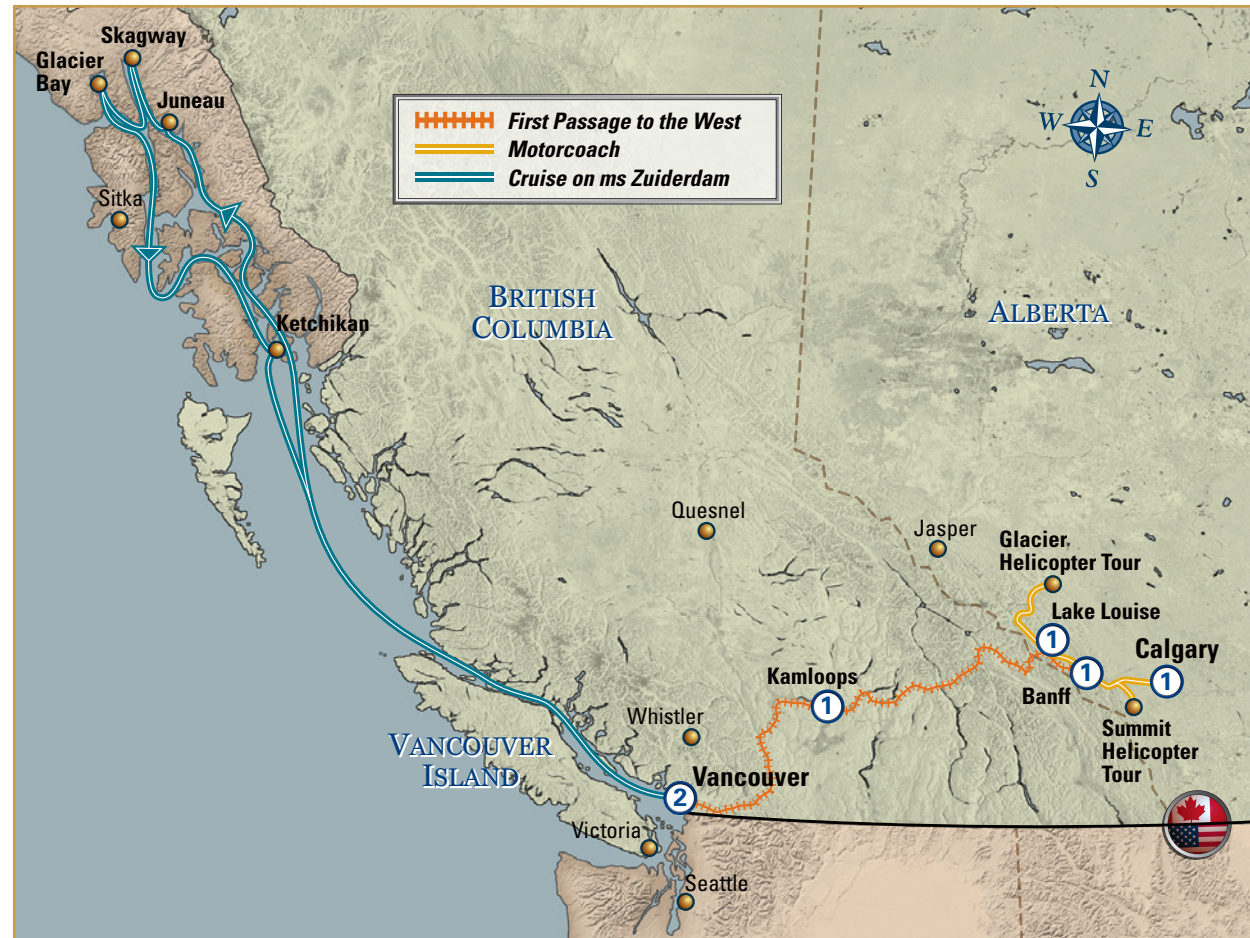 Skagway
Glacier
Bay
Juneau
Sitka
Ketchikan
First Passage to the West
Motorcoach
Cruise on ms Zuiderdam
N
W
E
S
BRITISH
COLUMBIA
ALBERTA
Quesnel
Jasper
Glacier
Helicopter Tour
Lake Louise
1
Calgary
1
Banff
1
Kamloops
1
Summit
Helicopter
Tour
Whistler
VANCOUVER
ISLAND
Vancouver
2
Victoria
Seattle